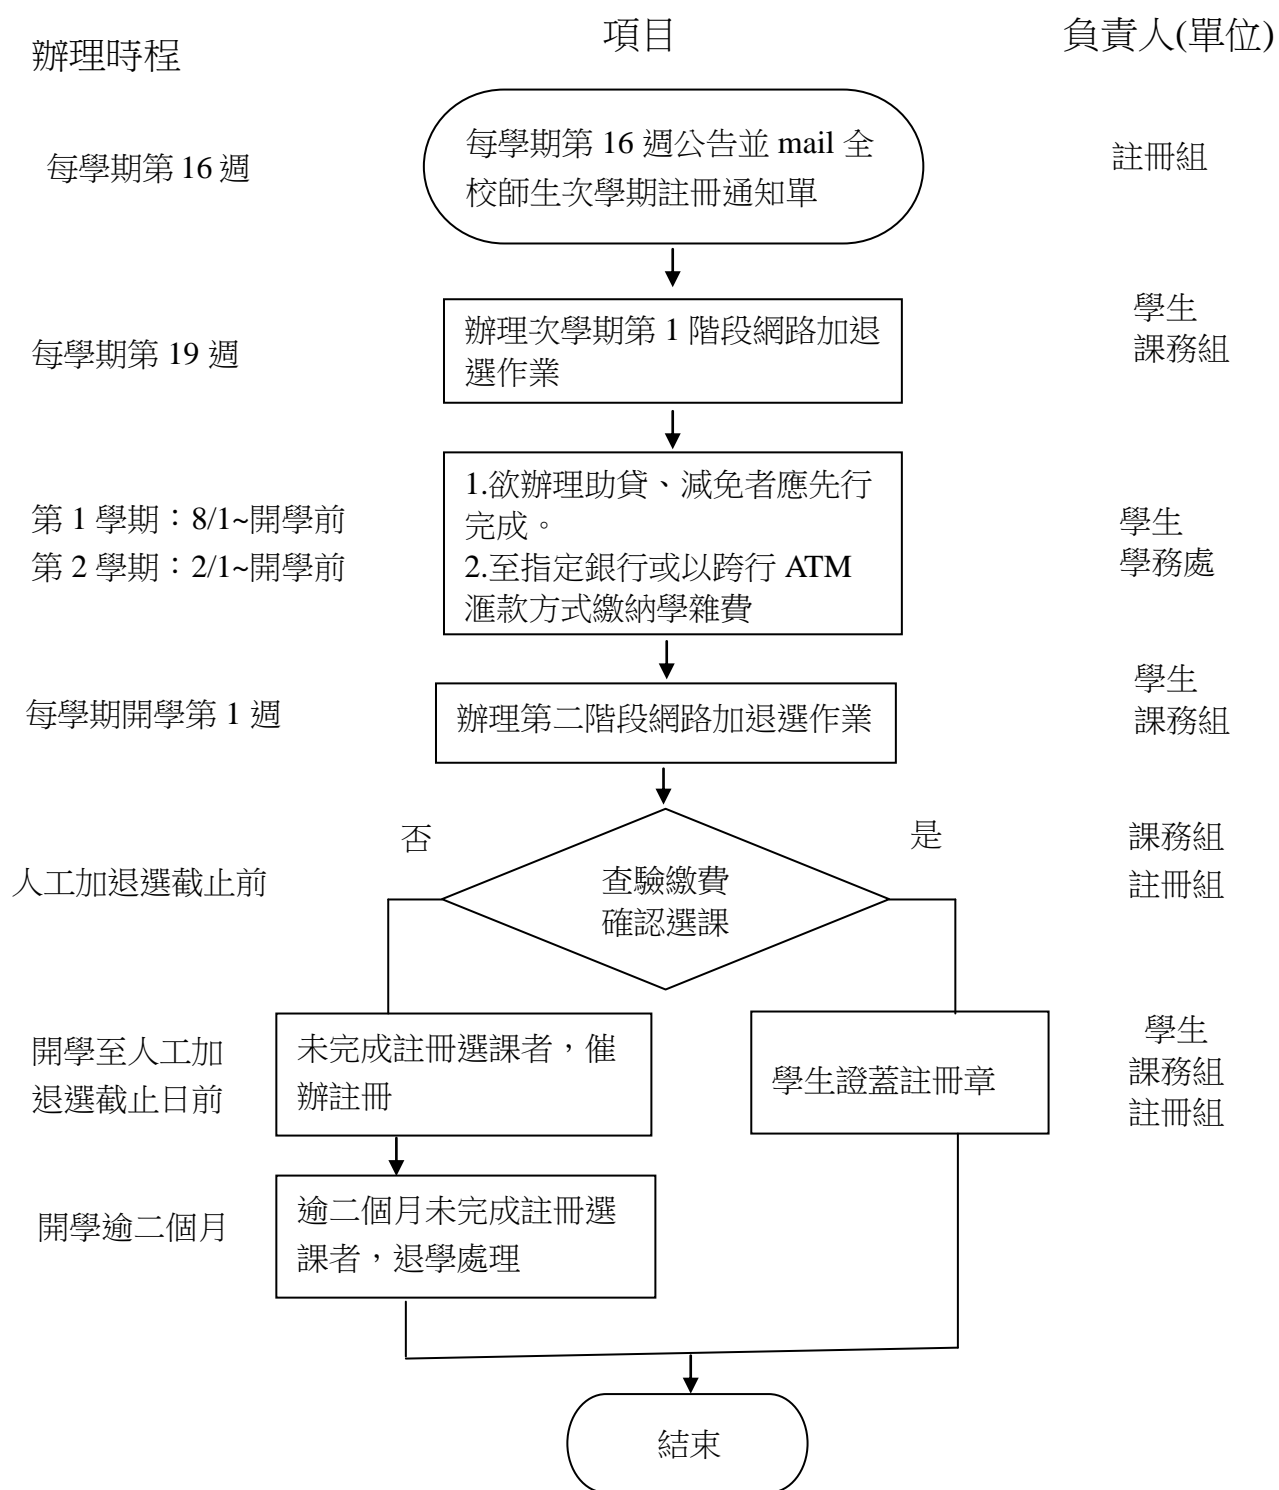 辦理時程
項目
負責人(單位)
每學期第 16 週
每學期第 16 週公告並 mail 全
校師生次學期註冊通知單
註冊組
每學期第 19 週
辦理次學期第 1 階段網路加退
選作業
學生
課務組
第 1 學期：8/1~開學前
第 2 學期：2/1~開學前
1.欲辦理助貸、減免者應先行
完成。
2.至指定銀行或以跨行 ATM
滙款方式繳納學雜費
學生
學務處
每學期開學第 1 週
辦理第二階段網路加退選作業
學生
課務組
人工加退選截止前
否
是
查驗繳費
確認選課
課務組
註冊組
開學至人工加
退選截止日前
未完成註冊選課者，催
辦註冊
學生證蓋註冊章
學生
課務組
註冊組
開學逾二個月
逾二個月未完成註冊選
課者，退學處理
結束